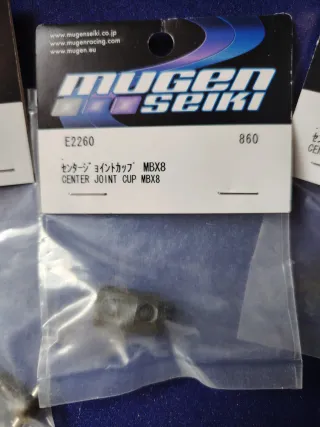 www.mugenseiki.co.jp
www.mugenracing.com
www.mugen.eu
MUGEN
SEIKI
E2260 860
ｾﾝﾀｰｼﾞｮｲﾝﾄｶｯﾌﾟ MBX8
CENTER JOINT CUP MBX8